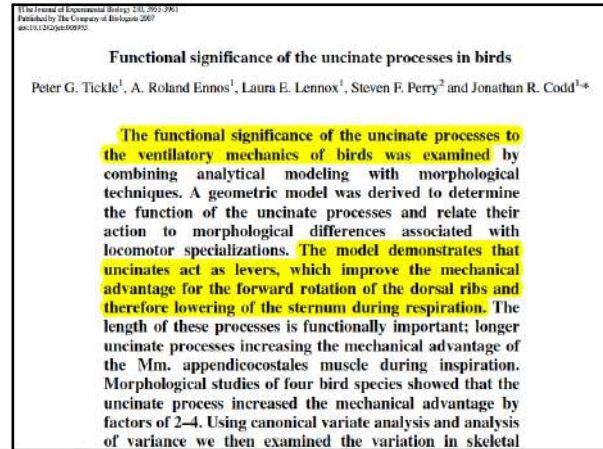 The Journal of Experimental Biology 210, 3955-3961
Published by The Company of Biologists 2007
Functional significance of the uncinate processes in birds
Peter G. Tickle1, A. Roland Ennos1, Laura E. Lennox1, Steven F. Perry2 and Jonathan R. Codd1,*
The functional significance of the uncinate processes to
the ventilatory mechanics of birds was examined by
combining analytical modeling with morphological
techniques. A geometric model was derived to determine
the function of the uncinate processes and relate their
action to morphological differences associated with
locomotor specializations. The model demonstrates that
uncinates act as levers, which improve the mechanical
advantage for the forward rotation of the dorsal ribs and
therefore lowering of the sternum during respiration. The
length of these processes is functionally important; longer
uncinate processes increasing the mechanical advantage of
the Mm. appendicocostales muscle during inspiration.
Morphological studies of four bird species showed that the
uncinate process increased the mechanical advantage by
factors of 2–4. Using canonical variate analysis and analysis
of variance we then examined the variation in skeletal